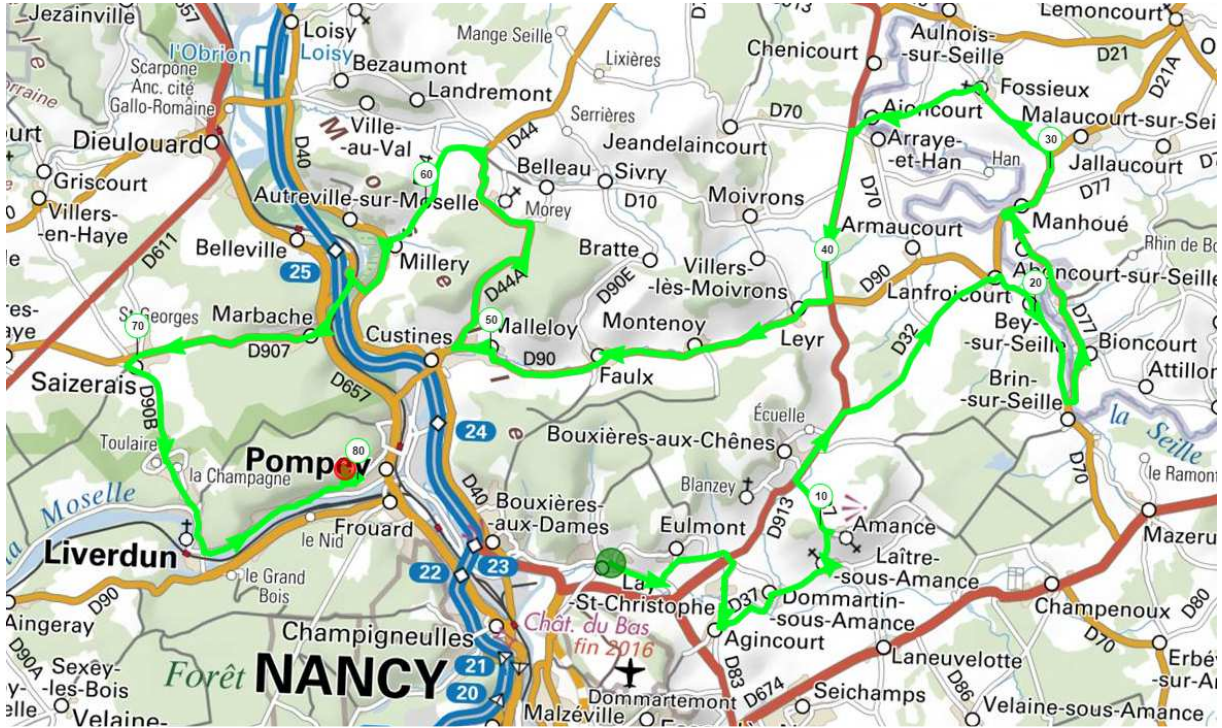 Jezainville
D657
Loisy
l'Obrion
Loisy
Mange Seille
Chenicourt
Aulnois
-sur-Seille
Lemoncourt
D21
D913
Scarpone
Anc. cité
Gallo-Romaine
Bezaumont
Landremont
Lixières
Fossieux
D21A
Dieulouard
D40
Ville-
-au-Val
D44
Serrières
D70
Ajoncourt
Malaucourt-sur-Sei
Jeandelaincourt
Arraye-
-et-Han
Han
30
Jallaucourt
Griscourt
60
Belleau
Sivry
D77
Villers-
-en-Haye
Autreville-sur-Moselle
Morey
D10
Moivrons
D70
Manhoué
D611
Belleville
25
Millery
Bratte
Armaucourt
40
Villers-
-lès-Moivrons
D90
Abencourt-sur-Seille
Lanfroicourt
20
D44A
D90E
St-Georges
70
Marbache
Custines
50
Malleloy
Montenoy
Leyr
Bey-
-sur-Seille
D77
Bioncourt
D907
D90
Faulx
D32
Saizerais
D657
Attillon
Brin-
-sur-Seille
D90B
24
Écuelle
la Seille
Toulaire
la Champagne
Pompey
80
Bouxières-aux-Chênes
D70
le Ramont
Moselle
Blanzey
10
D40
Bouxières-
-aux-Dames
Eulmont
D913
Amance
Mazeru
Frouard
le Nid
Liverdun
22
23
Lay
-St-Christophe
Laître-
-sous-Amance
le Grand
Bois
D90
D37
Dommartin-
-sous-Amance
Champenoux
D80
Aingeray
Champigneulles
Chât. du Bas
fin 2016
Agincourt
D70
D90A
Sexey-
-les-Bois
Forêt
NANCY
21
20
D83
Laneuvelotte
Erbé
Dommartemont
D674
Seichamps
D86
Velaine-
Malzéville
Velaine-sous-Amance